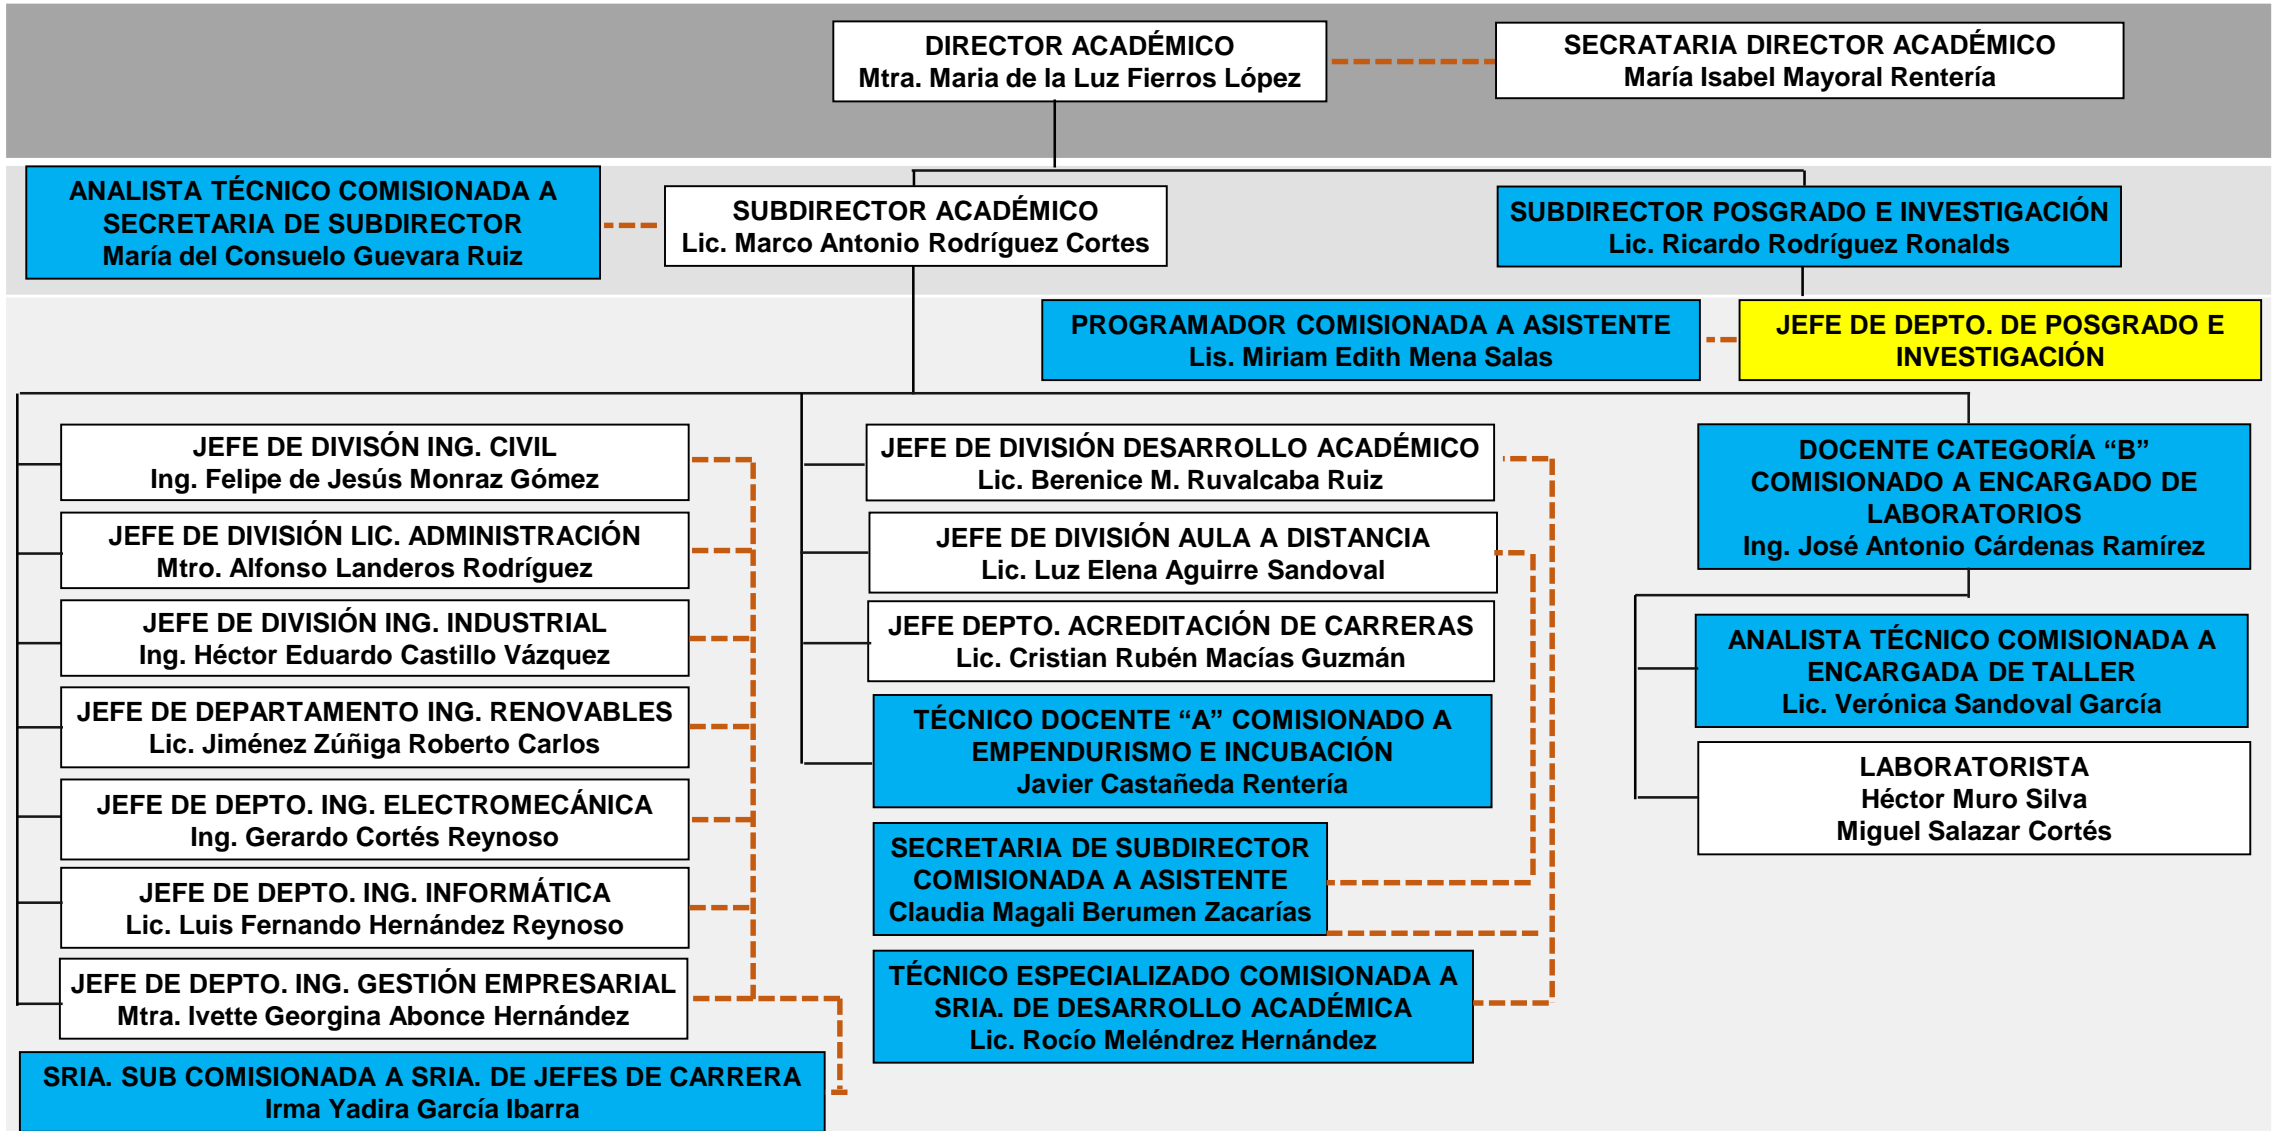 DIRECTOR ACADÉMICO
Mtra. Maria de la Luz Fierros López
SECRATARIA DIRECTOR ACADÉMICO
María Isabel Mayoral Rentería
ANALISTA TÉCNICO COMISIONADA A
SECRETARIA DE SUBDIRECTOR
María del Consuelo Guevara Ruiz
SUBDIRECTOR ACADÉMICO
Lic. Marco Antonio Rodríguez Cortes
SUBDIRECTOR POSGRADO E INVESTIGACIÓN
Lic. Ricardo Rodríguez Ronalds
PROGRAMADOR COMISIONADA A ASISTENTE
Lis. Miriam Edith Mena Salas
JEFE DE DEPTO. DE POSGRADO E
INVESTIGACIÓN
JEFE DE DIVISÓN ING. CIVIL
Ing. Felipe de Jesús Monraz Gómez
JEFE DE DIVISIÓN LIC. ADMINISTRACIÓN
Mtro. Alfonso Landeros Rodríguez
JEFE DE DIVISIÓN ING. INDUSTRIAL
Ing. Héctor Eduardo Castillo Vázquez
JEFE DE DEPARTAMENTO ING. RENOVABLES
Lic. Jiménez Zúñiga Roberto Carlos
JEFE DE DEPTO. ING. ELECTROMECÁNICA
Ing. Gerardo Cortés Reynoso
JEFE DE DEPTO. ING. INFORMÁTICA
Lic. Luis Fernando Hernández Reynoso
JEFE DE DEPTO. ING. GESTIÓN EMPRESARIAL
Mtra. Ivette Georgina Abonce Hernández
SRIA. SUB COMISIONADA A SRIA. DE JEFES DE CARRERA
Irma Yadira García Ibarra
JEFE DE DIVISIÓN DESARROLLO ACADÉMICO
Lic. Berenice M. Ruvalcaba Ruiz
JEFE DE DIVISIÓN AULA A DISTANCIA
Lic. Luz Elena Aguirre Sandoval
JEFE DEPTO. ACREDITACIÓN DE CARRERAS
Lic. Cristian Rubén Macías Guzmán
TÉCNICO DOCENTE “A” COMISIONADO A
EMPENDURISMO E INCUBACIÓN
Javier Castañeda Rentería
SECRETARIA DE SUBDIRECTOR
COMISIONADA A ASISTENTE
Claudia Magali Berumen Zacarías
TÉCNICO ESPECIALIZADO COMISIONADA A
SRIA. DE DESARROLLO ACADÉMICA
Lic. Rocío Meléndrez Hernández
DOCENTE CATEGORÍA “B”
COMISIONADO A ENCARGADO DE
LABORATORIOS
Ing. José Antonio Cárdenas Ramírez
ANALISTA TÉCNICO COMISIONADA A
ENCARGADA DE TALLER
Lic. Verónica Sandoval García
LABORATORISTA
Héctor Muro Silva
Miguel Salazar Cortés